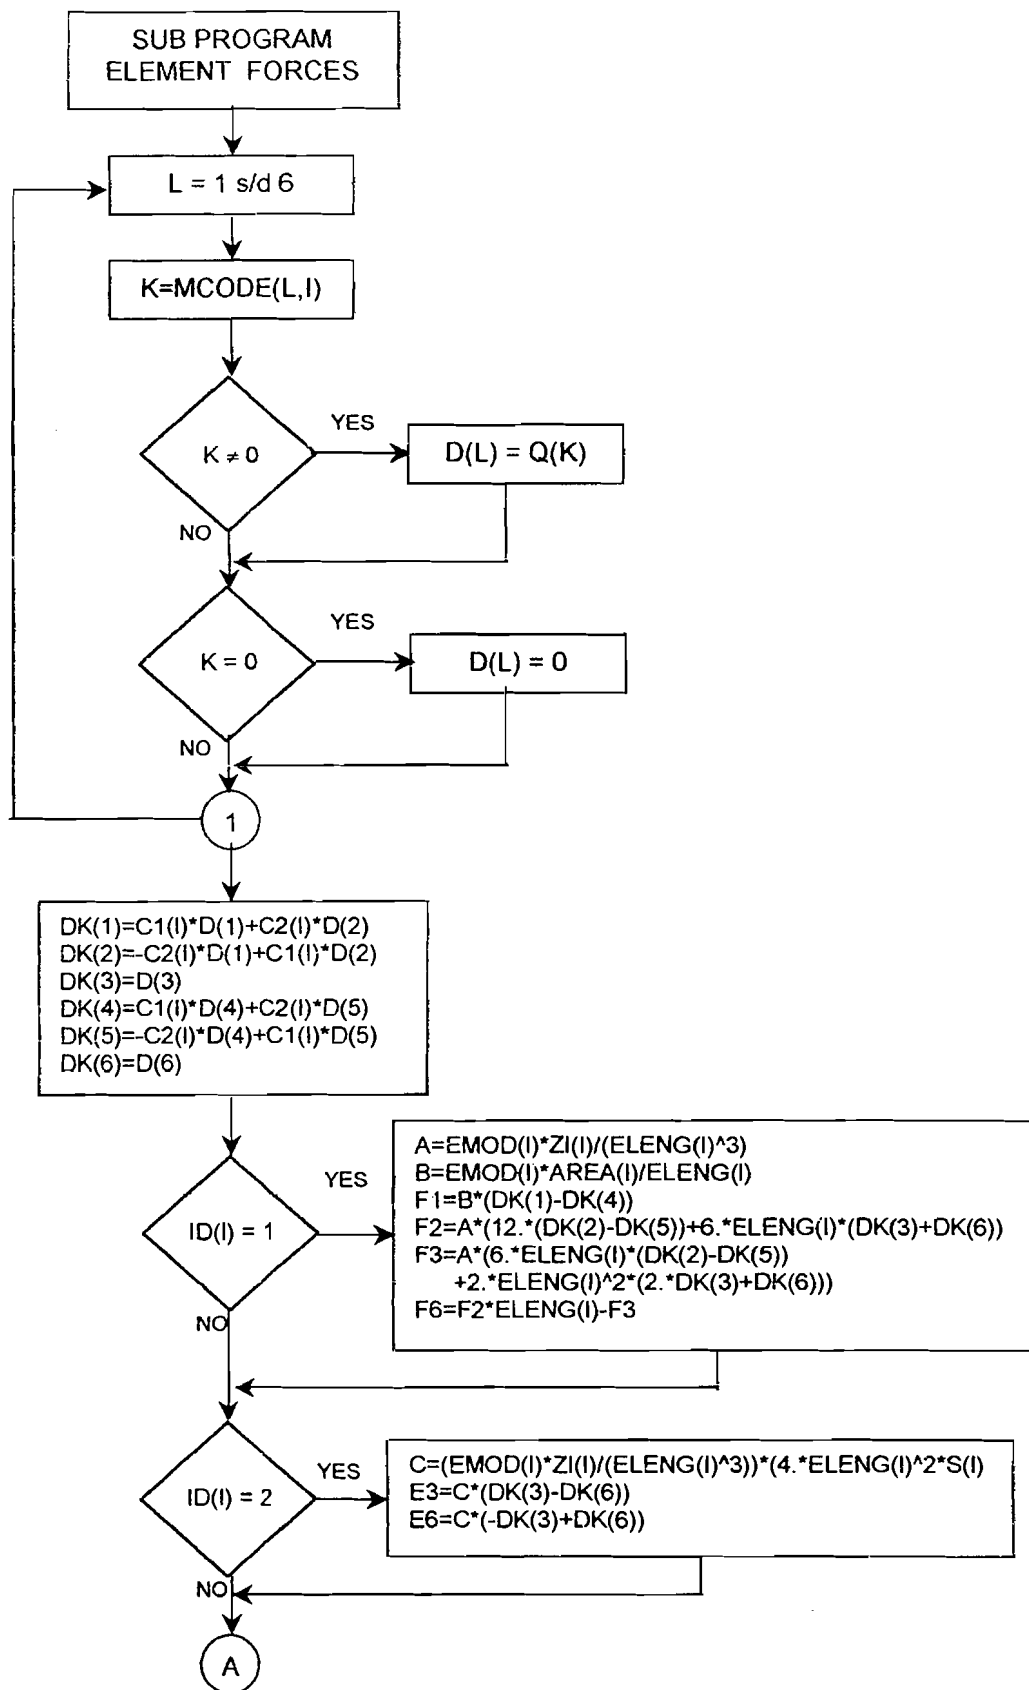 SUB PROGRAM
ELEMENT FORCES
L = 1 s/d 6
K=MCODE(L,I)
K ≠ 0
YES
D(L) = Q(K)
NO
K = 0
YES
D(L) = 0
NO
1
DK(1)=C1(I)*D(1)+C2(I)*D(2)
DK(2)=-C2(I)*D(1)+C1(I)*D(2)
DK(3)=D(3)
DK(4)=C1(I)*D(4)+C2(I)*D(5)
DK(5)=-C2(I)*D(4)+C1(I)*D(5)
DK(6)=D(6)
ID(I) = 1
YES
A=EMOD(I)*ZI(I)/(ELENG(I)^3)
B=EMOD(I)*AREA(I)/ELENG(I)
F1=B*(DK(1)-DK(4))
F2=A*(12.*(DK(2)-DK(5))+6.*ELENG(I)*(DK(3)+DK(6))
F3=A*(6.*ELENG(I)*(DK(2)-DK(5))
+2.*ELENG(I)^2*(2.*DK(3)+DK(6)))
F6=F2*ELENG(I)-F3
NO
ID(I) = 2
YES
C=(EMOD(I)*ZI(I)/(ELENG(I)^3))*(4.*ELENG(I)^2*S(I)
E3=C*(DK(3)-DK(6))
E6=C*(-DK(3)+DK(6))
NO
A